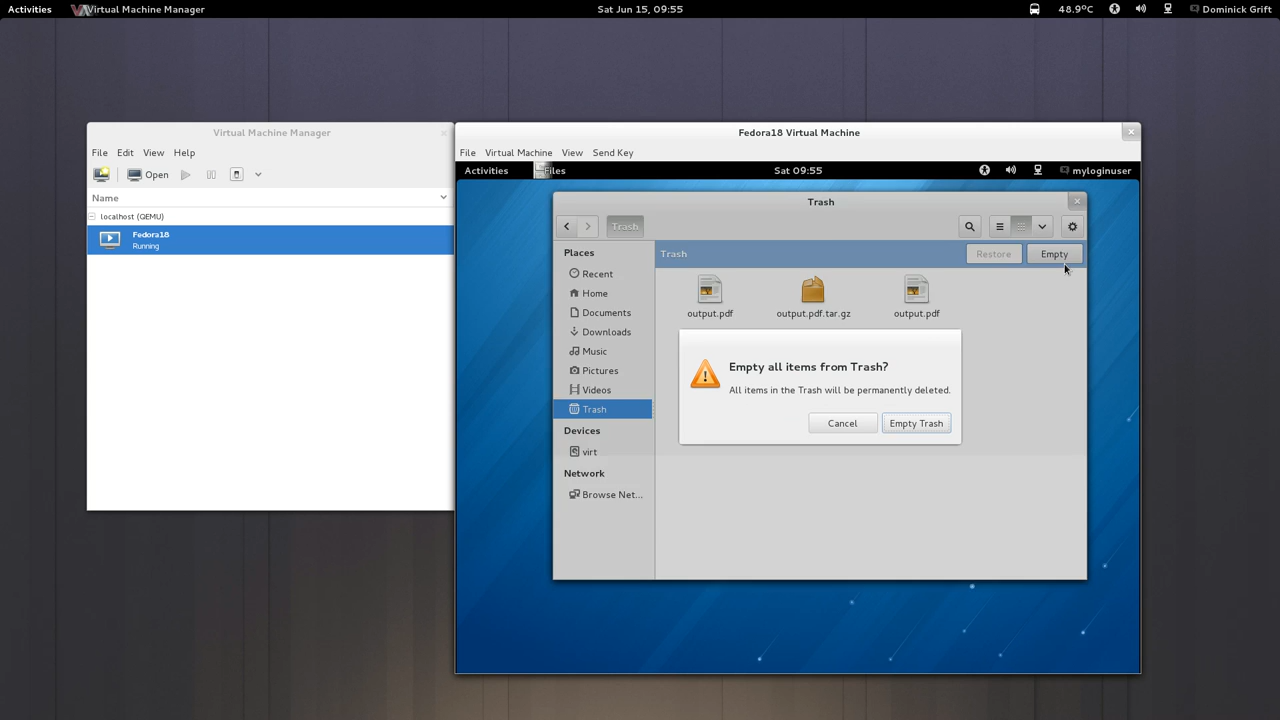 Activities Virtual Machine Manager Sat Jun 15, 09:55 48.9°C Dominick Grift
Virtual Machine Manager
File Edit View Help
Open
Name
localhost (QEMU)
Fedora18
Running
Fedora18 Virtual Machine
File Virtual Machine View Send Key
Activities Files Sat 09:55 myloginuser
Trash
Trash
Places
Recent
Home
Documents
Downloads
Music
Pictures
Videos
Trash
Devices
virt
Network
Browse Net...
Trash Restore Empty
output.pdf output.pdf.tar.gz output.pdf
Empty all items from Trash?
All items in the Trash will be permanently deleted.
Cancel Empty Trash